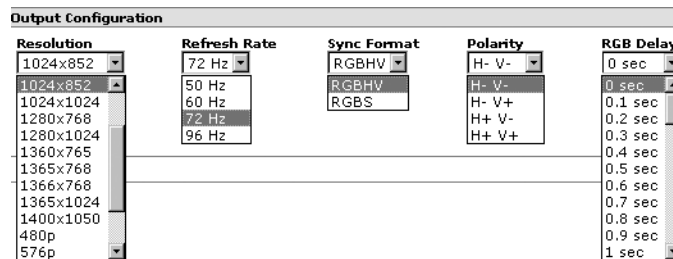 Output Configuration
Resolution Refresh Rate Sync Format Polarity RGB Delay
1024x852 72 Hz RGBHV H- V- 0 sec
1024x852 50 Hz RGBHV H- V- 0 sec
1024x1024 60 Hz RGBS H- V+ 0.1 sec
1280x768 72 Hz H+ V- 0.2 sec
1280x1024 96 Hz H+ V+ 0.3 sec
1360x765 0.4 sec
1365x768 0.5 sec
1366x768 0.6 sec
1365x1024 0.7 sec
1400x1050 0.8 sec
480p 0.9 sec
576p 1 sec